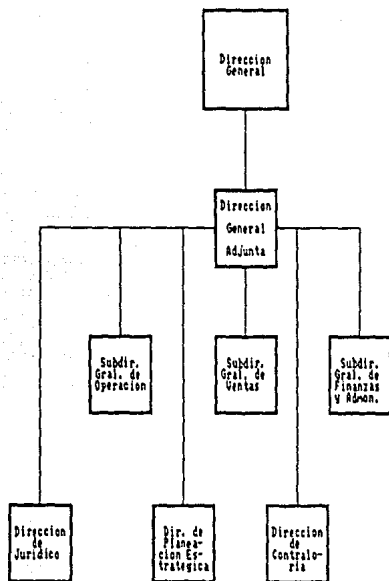 Direccion
General
Direccion
General
Adjunta
Subdir.
Gral. de
Operacion
Subdir.
Gral. de
Ventas
Subdir.
Gral. de
Finanzas
y Admon.
Direccion
de
Juridico
Dir. de
Planea-
cion Es-
trategica
Direccion
de
Contralo-
ria